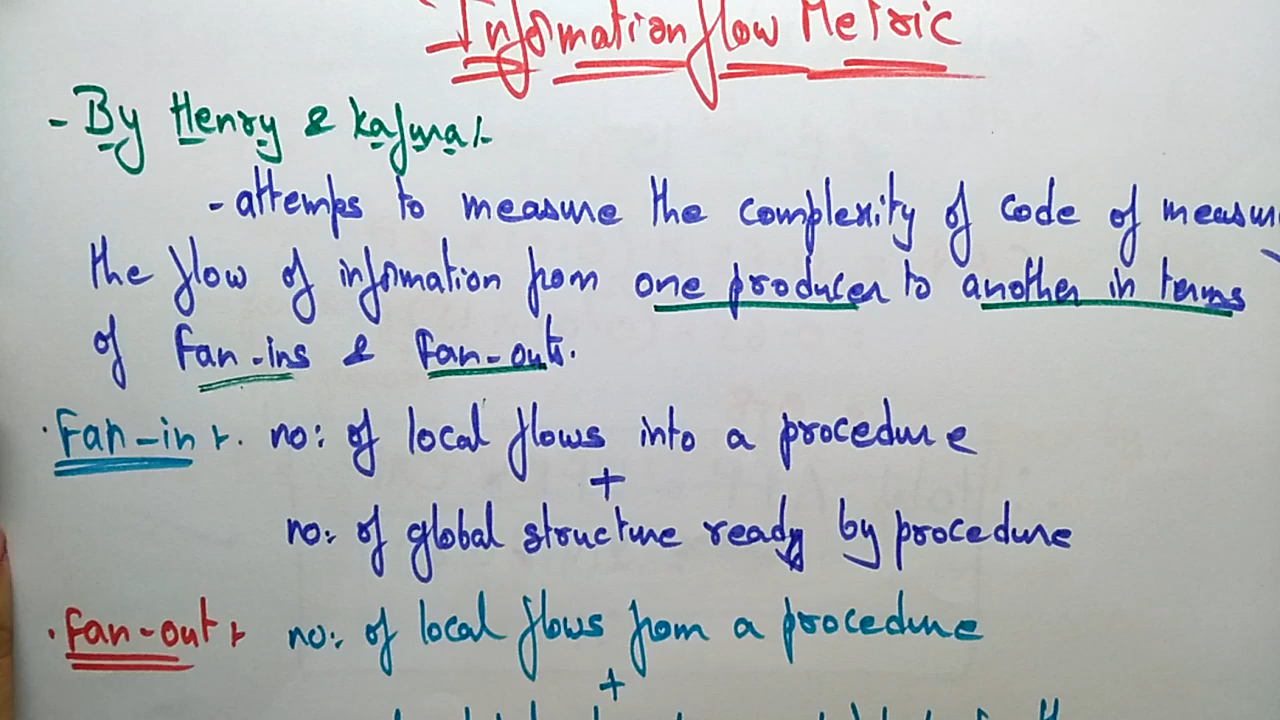 Information flow Metric
- By Henry & kafura:-
- attemps to measure the complexity of code of measu
the flow of information from one producer to another in terms
of fan-ins & fan-outs.
· Fan-in :- no: of local flows into a procedure
+
no: of global structure ready by procedure
· fan-out :- no: of local flows from a procedure
+